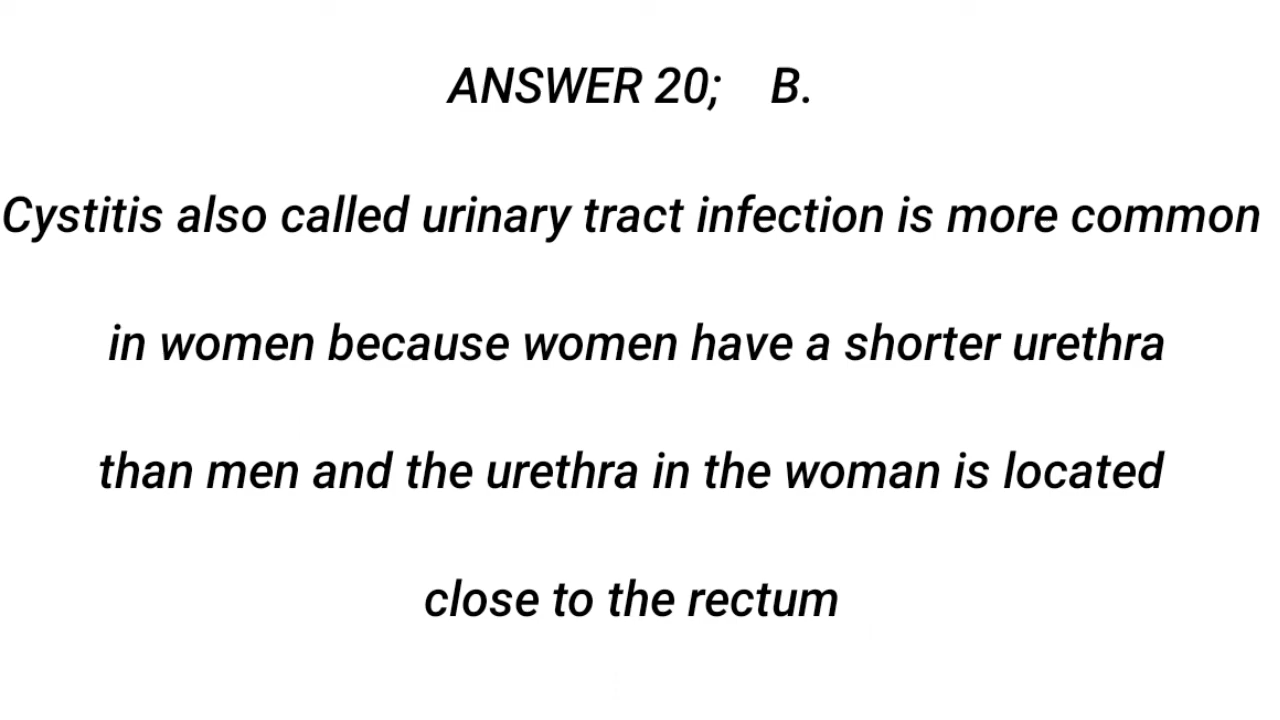 ANSWER 20; B.
Cystitis also called urinary tract infection is more common
in women because women have a shorter urethra
than men and the urethra in the woman is located
close to the rectum